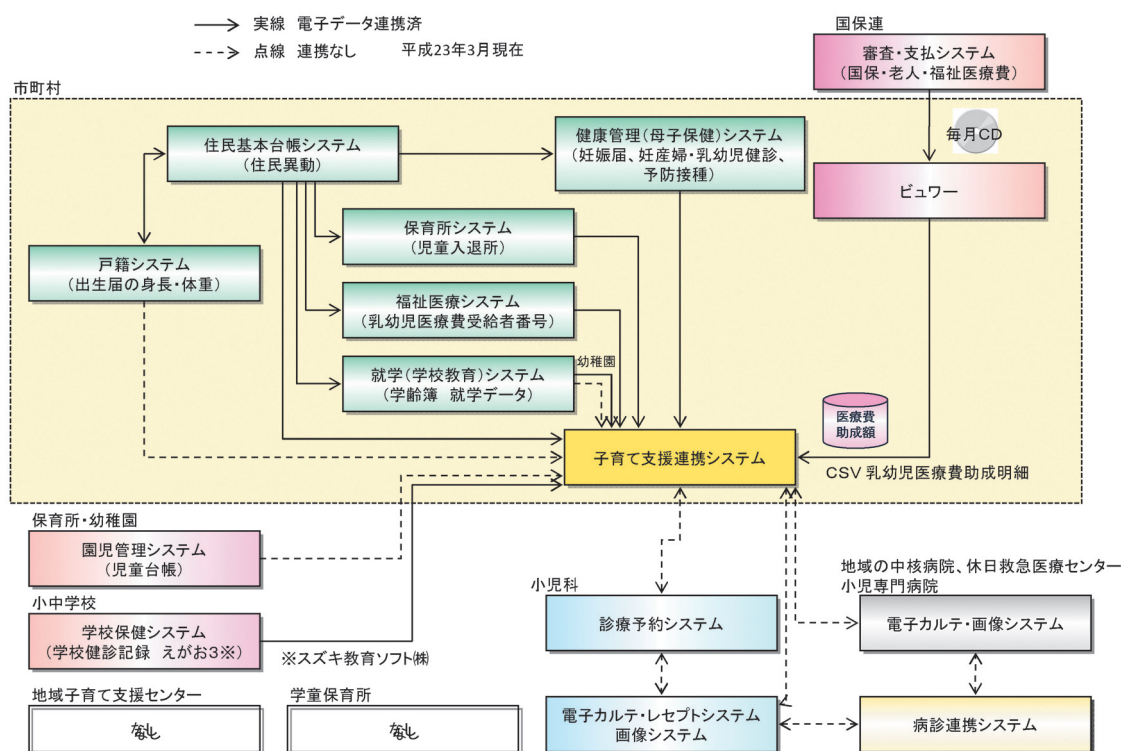 実線 電子データ連携済
点線 連携なし 平成23年3月現在
国保連
審査・支払システム
(国保・老人・福祉医療費)
市町村
毎月CD
住民基本台帳システム
(住民異動)
健康管理(母子保健)システム
(妊娠届、妊産婦・乳幼児健診、
予防接種)
ビュワー
保育所システム
(児童入退所)
戸籍システム
(出生届の身長・体重)
福祉医療システム
(乳幼児医療費受給者番号)
幼稚園
就学(学校教育)システム
(学齢簿 就学データ)
医療費
助成額
子育て支援連携システム
CSV 乳幼児医療費助成明細
保育所・幼稚園
園児管理システム
(児童台帳)
小中学校
学校保健システム
(学校健診記録 えがお3※)
※スズキ教育ソフト㈱
小児科
診療予約システム
地域の中核病院、休日救急医療センター
小児専門病院
電子カルテ・画像システム
地域子育て支援センター
なし
学童保育所
なし
電子カルテ・レセプトシステム
画像システム
病診連携システム